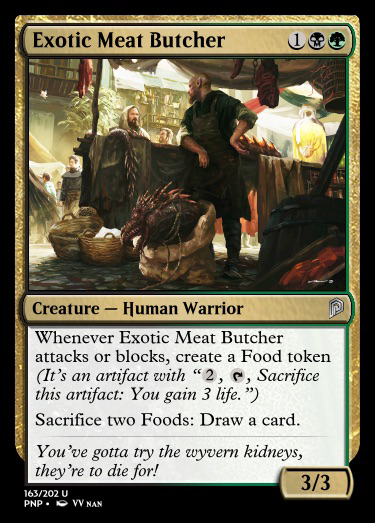 Exotic Meat Butcher 1
Creature — Human Warrior
Whenever Exotic Meat Butcher
attacks or blocks, create a Food token
(It's an artifact with “2, , Sacrifice
this artifact: You gain 3 life.”)
Sacrifice two Foods: Draw a card.
You've gotta try the wyvern kidneys,
they're to die for!
3/3
163/202 U
PNP • VV NAN